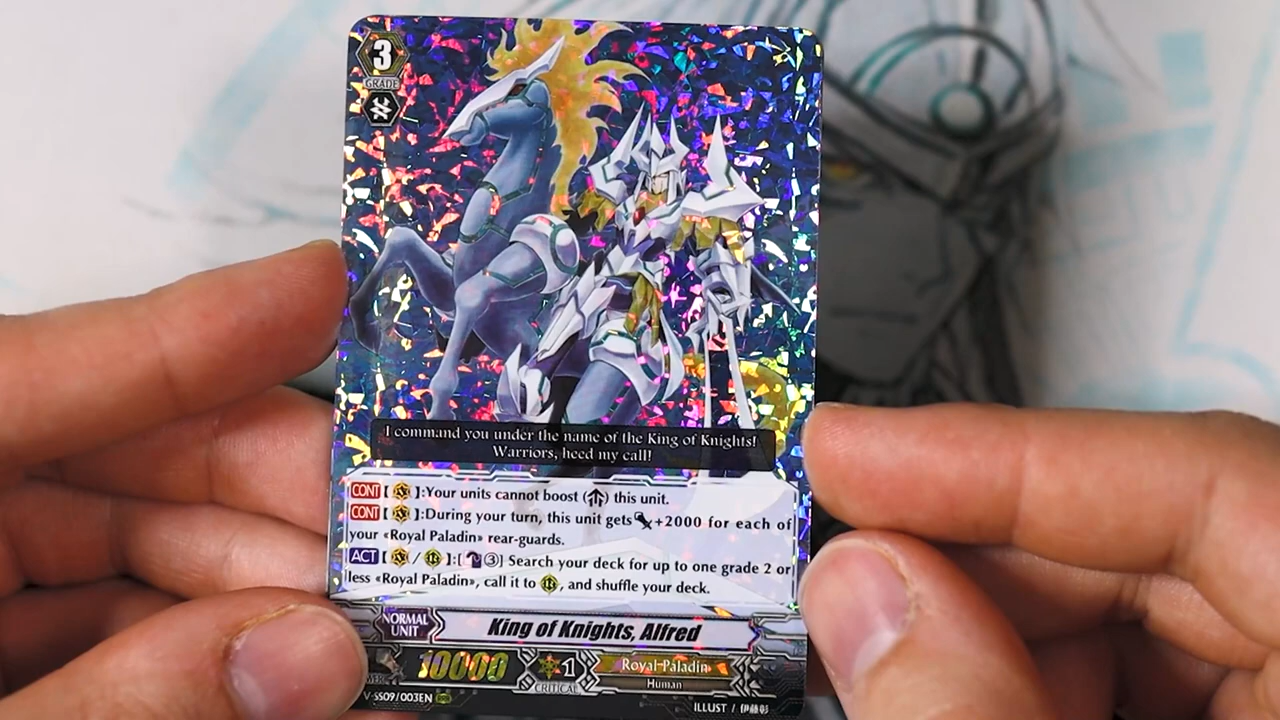 3
GRADE
I command you under the name of the King of Knights!
Warriors, heed my call!
CONT [ ]:Your units cannot boost ( ) this unit.
CONT [ ]:During your turn, this unit gets +2000 for each of
your «Royal Paladin» rear-guards.
ACT [ / ]:[ ③] Search your deck for up to one grade 2 or
less «Royal Paladin», call it to , and shuffle your deck.
NORMAL
UNIT
King of Knights, Alfred
10000
1
CRITICAL
Royal Paladin
Human
V-SS09/003EN RRR
ILLUST / 伊藤彰